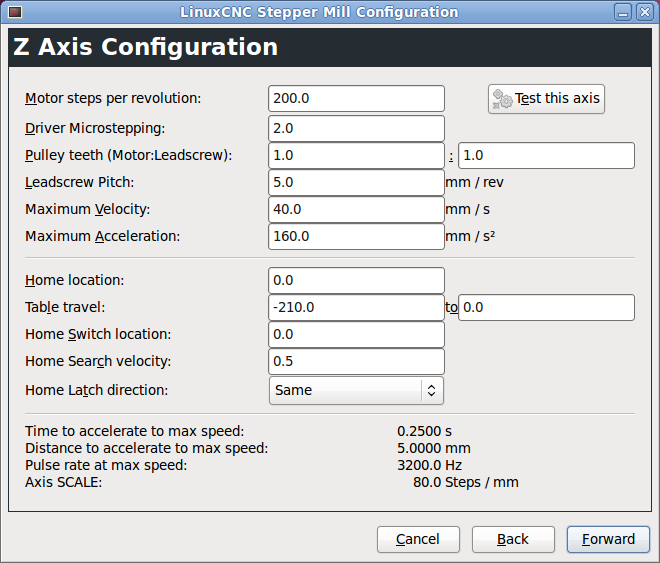 LinuxCNC Stepper Mill Configuration
Z Axis Configuration
Motor steps per revolution: 200.0 Test this axis
Driver Microstepping: 2.0
Pulley teeth (Motor:Leadscrew): 1.0 : 1.0
Leadscrew Pitch: 5.0 mm / rev
Maximum Velocity: 40.0 mm / s
Maximum Acceleration: 160.0 mm / s²
Home location: 0.0
Table travel: -210.0 to 0.0
Home Switch location: 0.0
Home Search velocity: 0.5
Home Latch direction: Same
Time to accelerate to max speed: 0.2500 s
Distance to accelerate to max speed: 5.0000 mm
Pulse rate at max speed: 3200.0 Hz
Axis SCALE: 80.0 Steps / mm
Cancel Back Forward